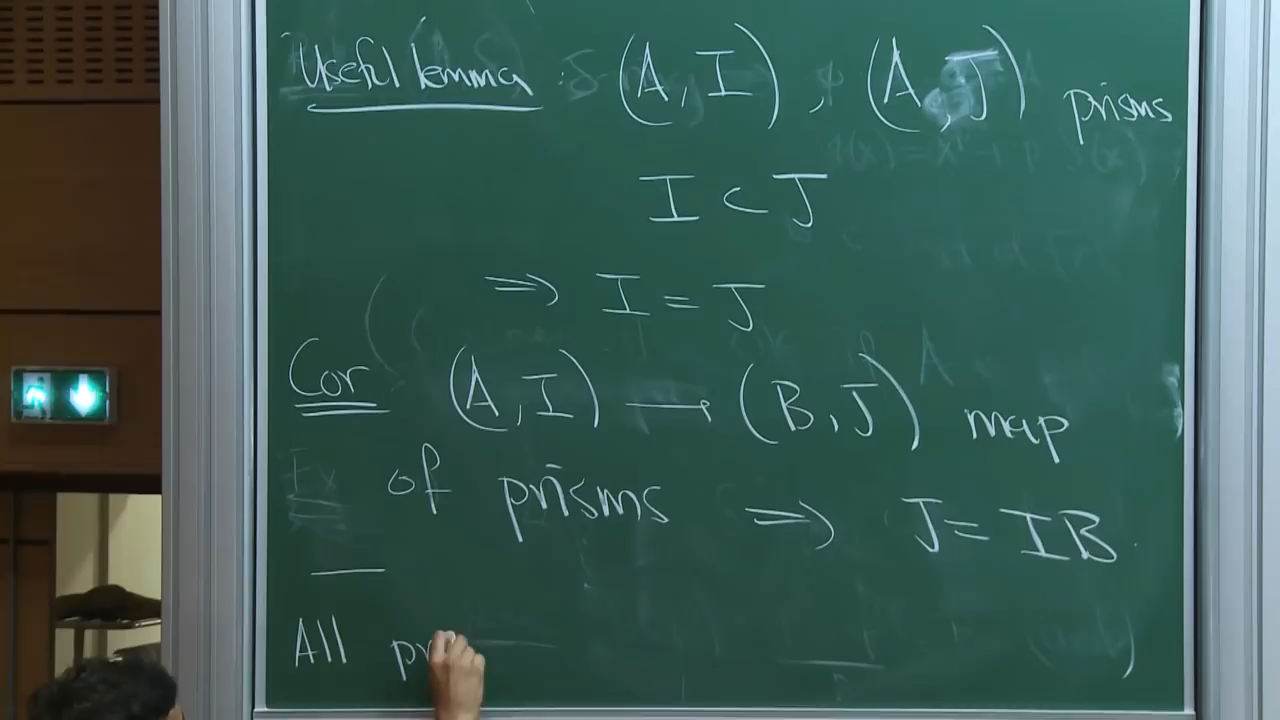 Useful lemma : (A, I), (A, J) prisms
I ⊂ J
⇒ I = J
Cor (A, I) → (B, J) map
of prisms ⇒ J = IB.
All pr